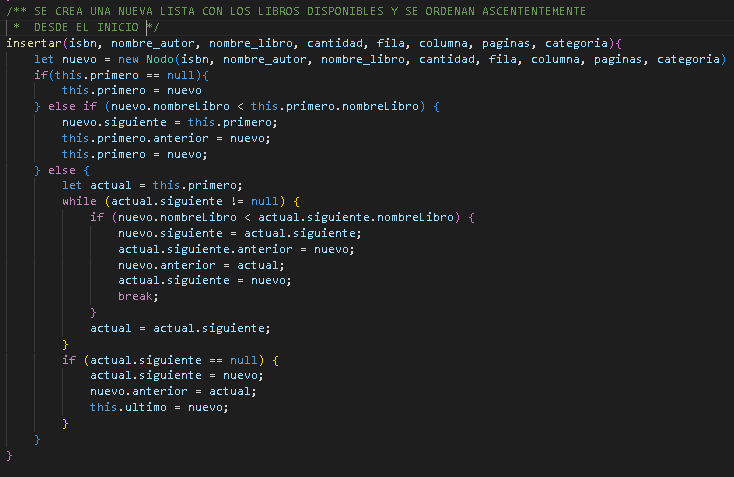 /** SE CREA UNA NUEVA LISTA CON LOS LIBROS DISPONIBLES Y SE ORDENAN ASCENTENTEMENTE
 *  DESDE EL INICIO */
insertar(isbn, nombre_autor, nombre_libro, cantidad, fila, columna, paginas, categoria){
    let nuevo = new Nodo(isbn, nombre_autor, nombre_libro, cantidad, fila, columna, paginas, categoria)
    if(this.primero == null){
        this.primero = nuevo
    } else if (nuevo.nombreLibro < this.primero.nombreLibro) {
        nuevo.siguiente = this.primero;
        this.primero.anterior = nuevo;
        this.primero = nuevo;
    } else {
        let actual = this.primero;
        while (actual.siguiente != null) {
            if (nuevo.nombreLibro < actual.siguiente.nombreLibro) {
                nuevo.siguiente = actual.siguiente;
                actual.siguiente.anterior = nuevo;
                nuevo.anterior = actual;
                actual.siguiente = nuevo;
                break;
            }
            actual = actual.siguiente;
        }
        if (actual.siguiente == null) {
            actual.siguiente = nuevo;
            nuevo.anterior = actual;
            this.ultimo = nuevo;
        }
    }
}